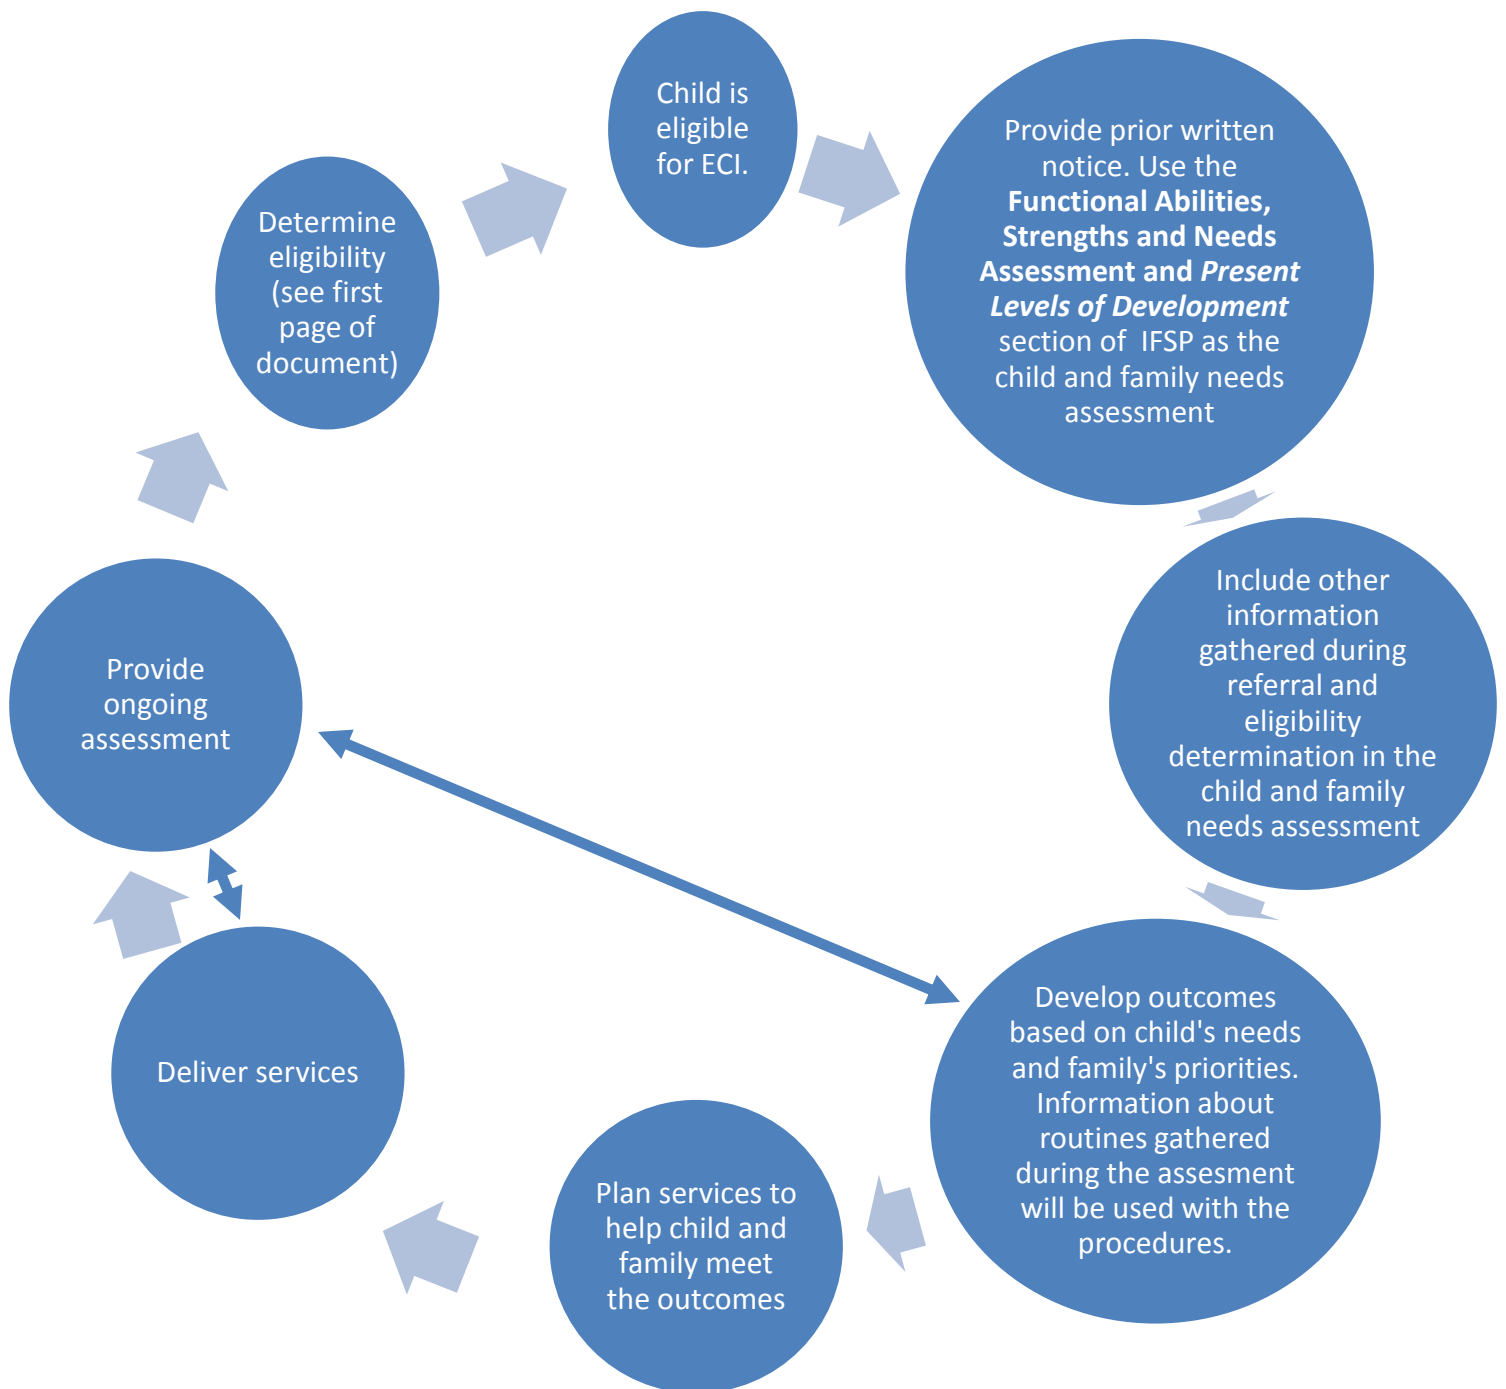 Child is
eligible
for ECI.
Provide prior written
notice. Use the
Functional Abilities,
Strengths and Needs
Assessment and Present
Levels of Development
section of IFSP as the
child and family needs
assessment
Include other
information
gathered during
referral and
eligibility
determination in the
child and family
needs assessment
Develop outcomes
based on child's needs
and family's priorities.
Information about
routines gathered
during the assesment
will be used with the
procedures.
Plan services to
help child and
family meet
the outcomes
Deliver services
Provide
ongoing
assessment
Determine
eligibility
(see first
page of
document)